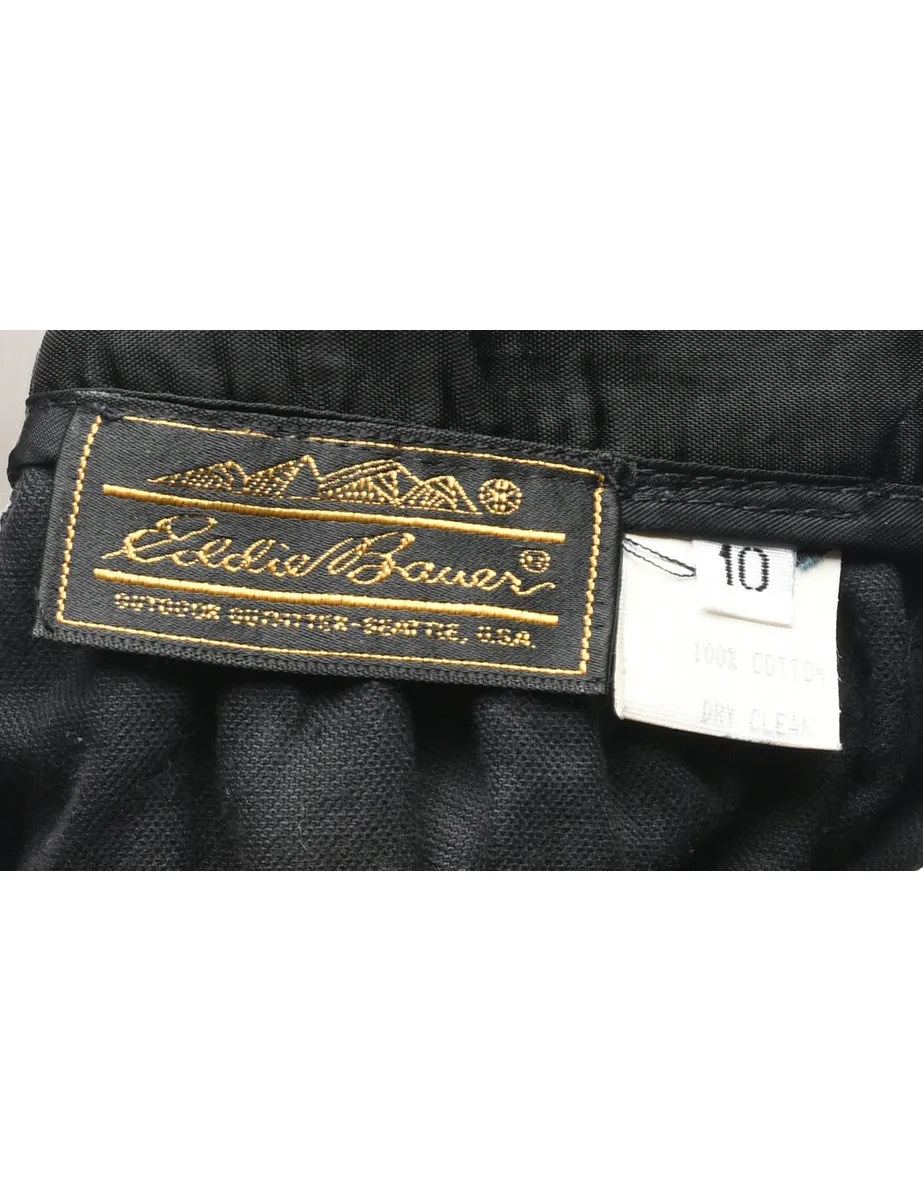 Eddie Bauer®
OUTDOOR OUTFITTER-SEATTLE, U.S.A.
10
100% COTTON
DRY CLEAN